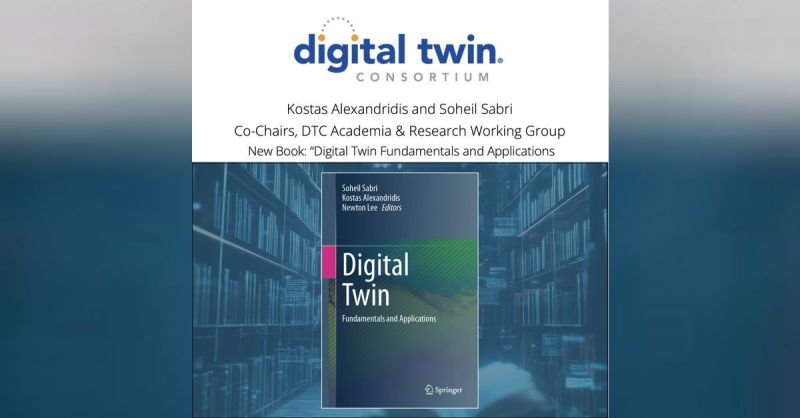 digital twin®
CONSORTIUM
Kostas Alexandridis and Soheil Sabri
Co-Chairs, DTC Academia & Research Working Group
New Book: “Digital Twin Fundamentals and Applications
Soheil Sabri
Kostas Alexandridis
Newton Lee Editors
Digital
Twin
Fundamentals and Applications
Springer